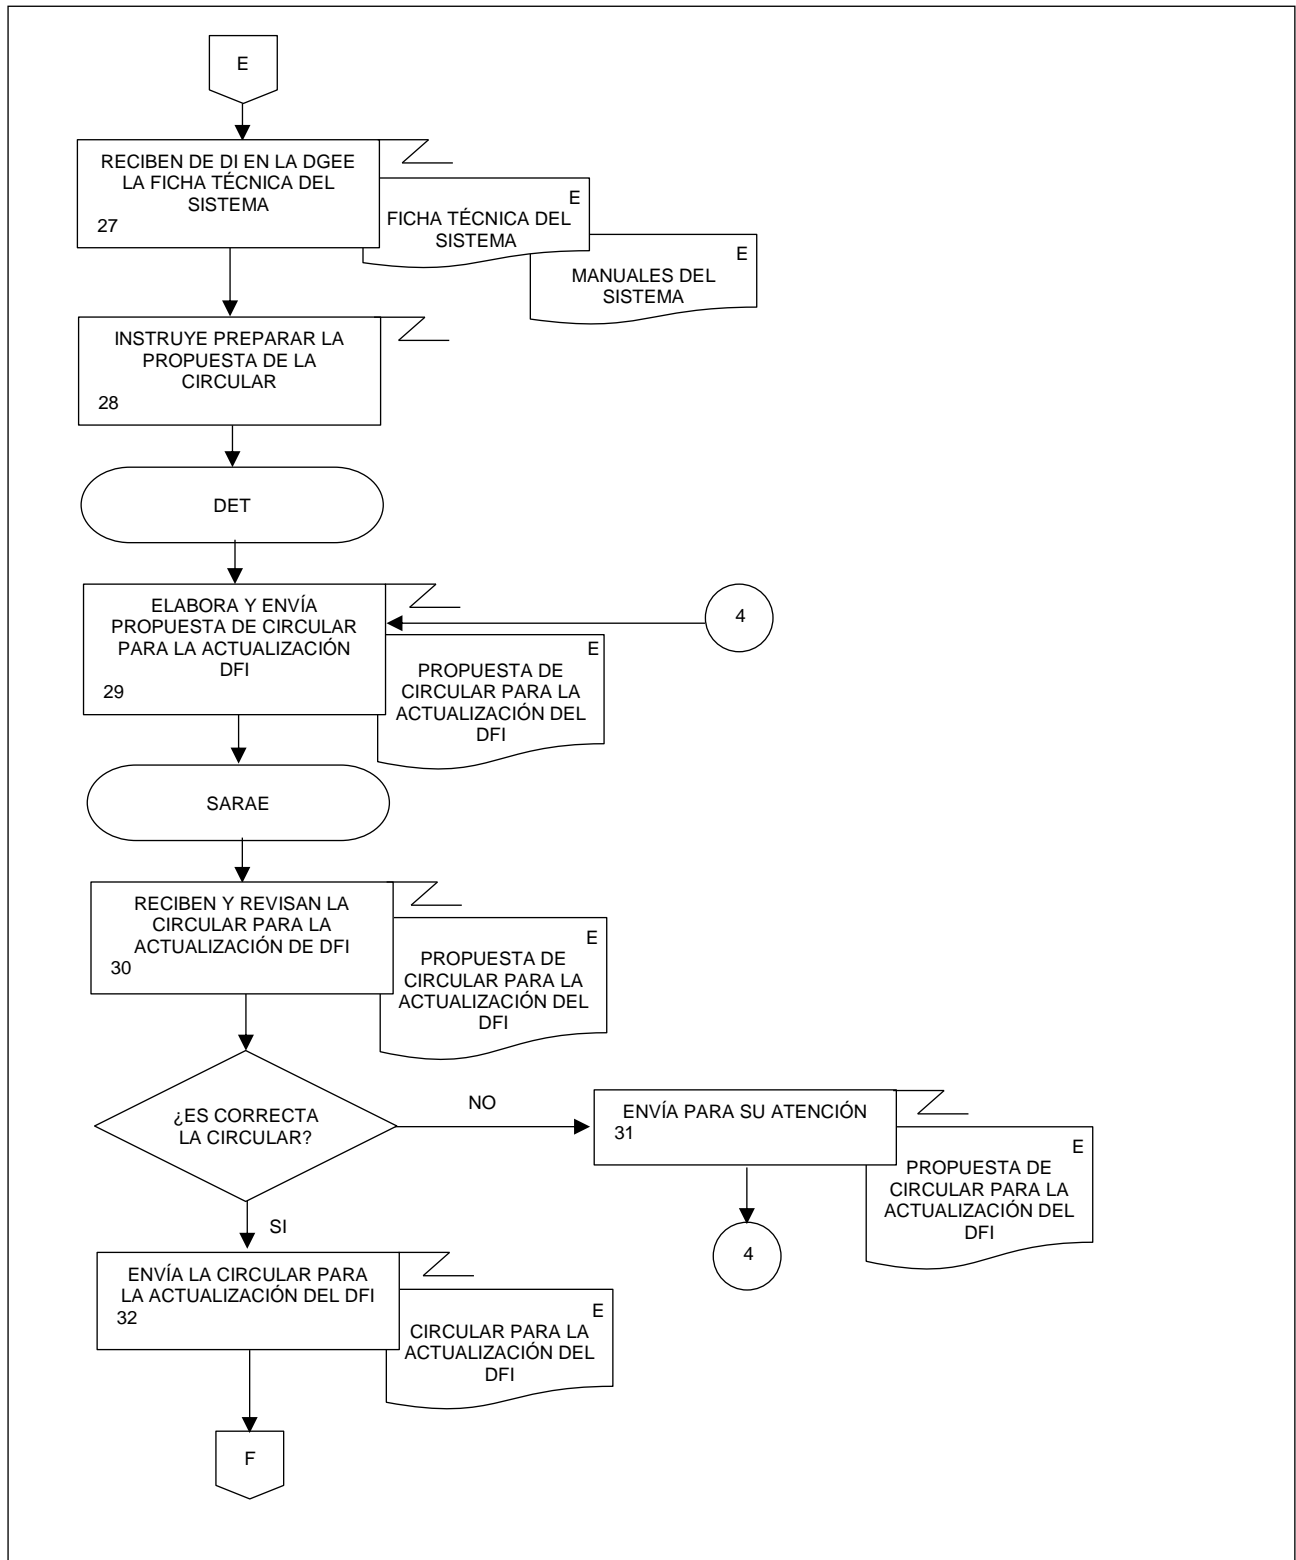 E
RECIBEN DE DI EN LA DGEE
LA FICHA TÉCNICA DEL
SISTEMA
27
E
FICHA TÉCNICA DEL
SISTEMA
E
MANUALES DEL
SISTEMA
INSTRUYE PREPARAR LA
PROPUESTA DE LA
CIRCULAR
28
DET
ELABORA Y ENVÍA
PROPUESTA DE CIRCULAR
PARA LA ACTUALIZACIÓN
DFI
29
4
E
PROPUESTA DE
CIRCULAR PARA LA
ACTUALIZACIÓN DEL
DFI
SARAE
RECIBEN Y REVISAN LA
CIRCULAR PARA LA
ACTUALIZACIÓN DE DFI
30
E
PROPUESTA DE
CIRCULAR PARA LA
ACTUALIZACIÓN DEL
DFI
¿ES CORRECTA
LA CIRCULAR?
NO
ENVÍA PARA SU ATENCIÓN
31
E
PROPUESTA DE
CIRCULAR PARA LA
ACTUALIZACIÓN DEL
DFI
4
SI
ENVÍA LA CIRCULAR PARA
LA ACTUALIZACIÓN DEL DFI
32
E
CIRCULAR PARA LA
ACTUALIZACIÓN DEL
DFI
F